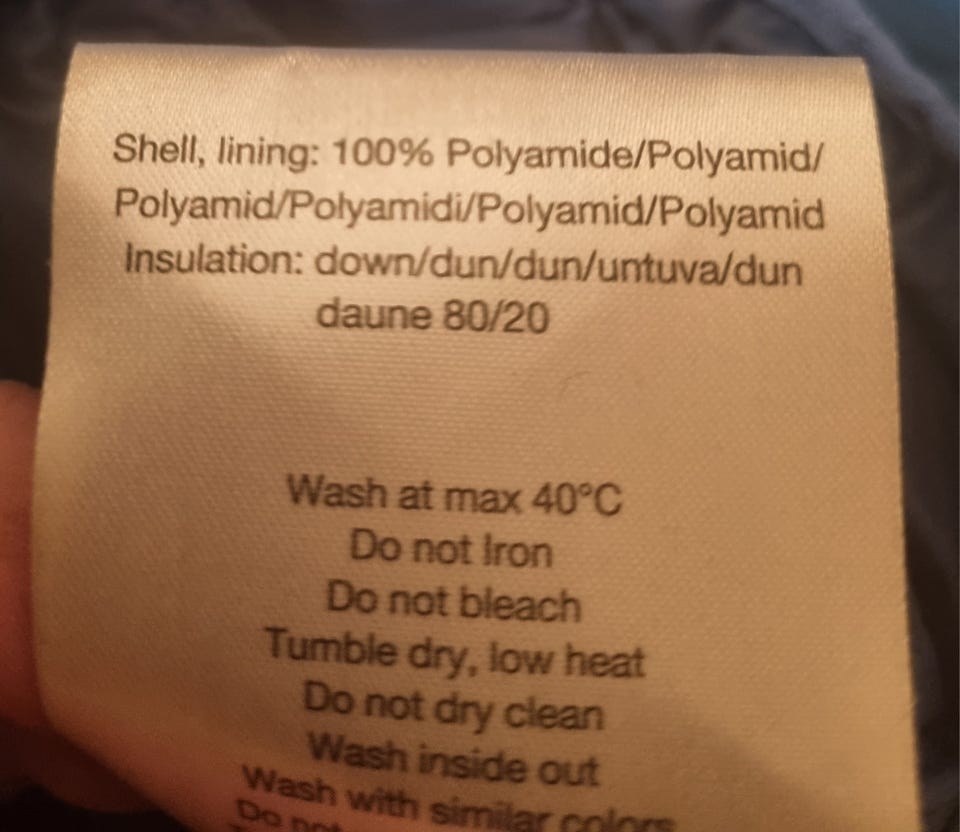 Shell, lining: 100% Polyamide/Polyamid/
Polyamid/Polyamidi/Polyamid/Polyamid
Insulation: down/dun/dun/untuva/dun
daune 80/20
Wash at max 40°C
Do not Iron
Do not bleach
Tumble dry, low heat
Do not dry clean
Wash inside out
Wash with similar colors
Do not